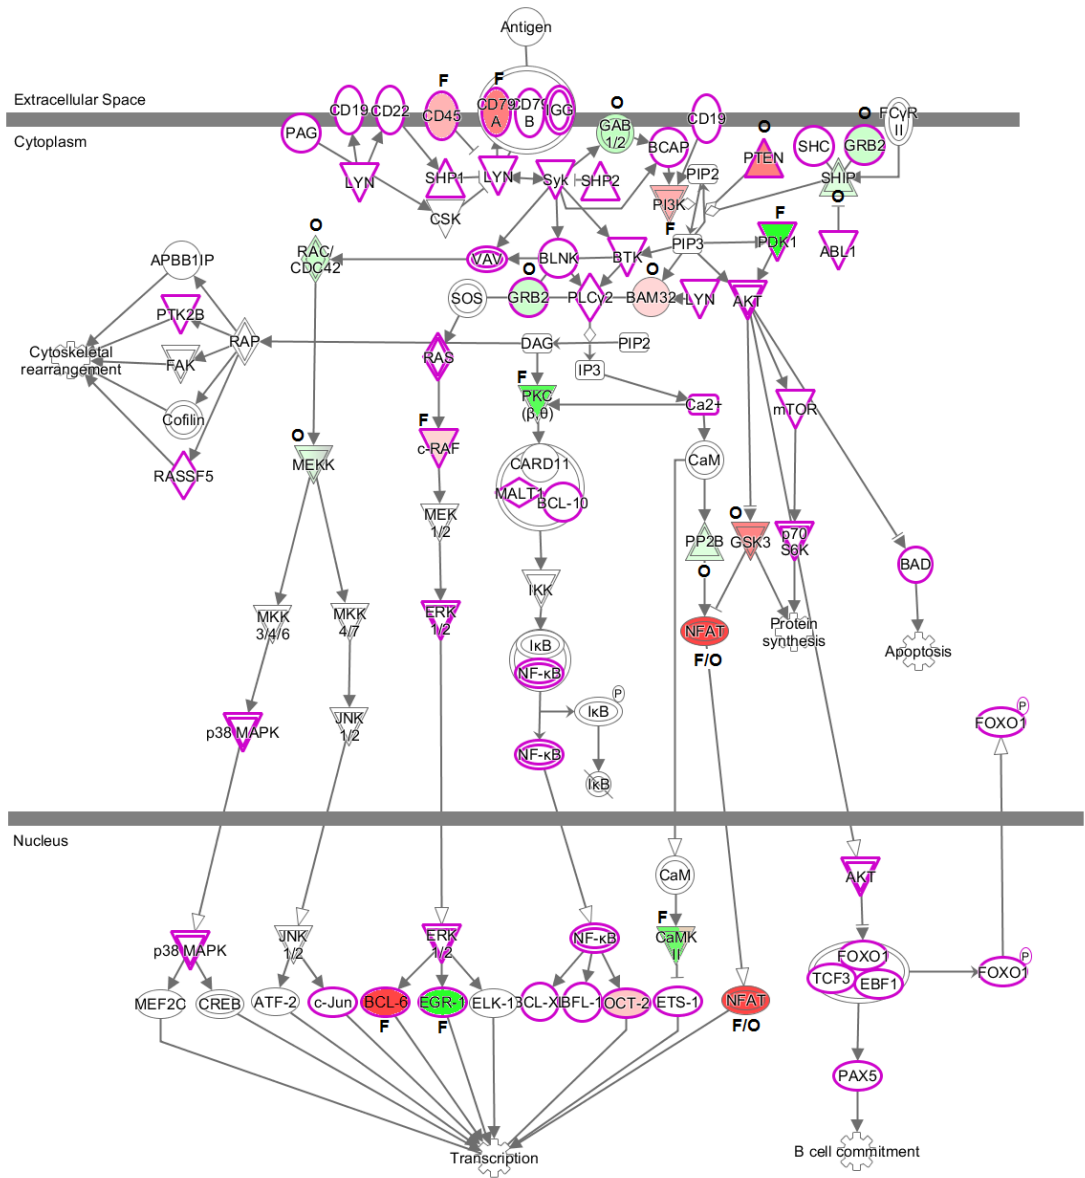 Antigen
F
F
Extracellular Space
CD19
CD22
CD45
CD79
A
CD79
B
IGG
O
GAB
1/2
CD19
O
O
FCγR
II
Cytoplasm
PAG
BCAP
PTEN
SHC
GRB2
LYN
SHP1
LYN
Syk
SHP2
PIP2
SHIP
CSK
PI3K
F
O
F
O
RAC/
CDC42
VAV
BLNK
BTK
PIP3
PDK1
ABL1
APBB1IP
O
O
PTK2B
SOS
GRB2
PLCγ2
BAM32
LYN
AKT
Cytoskeletal
rearrangement
FAK
RAP
RAS
DAG
PIP2
IP3
F
PKC
(β,θ)
Ca2+
mTOR
Cofilin
F
c-RAF
O
MEKK
RASSF5
CARD11
MALT1
BCL-10
CaM
MEK
1/2
O
PP2B
GSK3
p70
S6K
BAD
O
IKK
MKK
3/4/6
MKK
4/7
ERK
1/2
NFAT
F/O
Protein
synthesis
Apoptosis
IκB
NF-κB
P
IκB
p38 MAPK
JNK
1/2
NF-κB
IκB
P
FOXO1
Nucleus
CaM
AKT
F
p38 MAPK
JNK
1/2
ERK
1/2
NF-κB
CaMK
II
FOXO1
TCF3
EBF1
P
FOXO1
MEF2C
CREB
ATF-2
c-Jun
BCL-6
EGR-1
ELK-1
BCL-XL
BFL-1
OCT-2
ETS-1
NFAT
F
F
F/O
PAX5
Transcription
B cell commitment